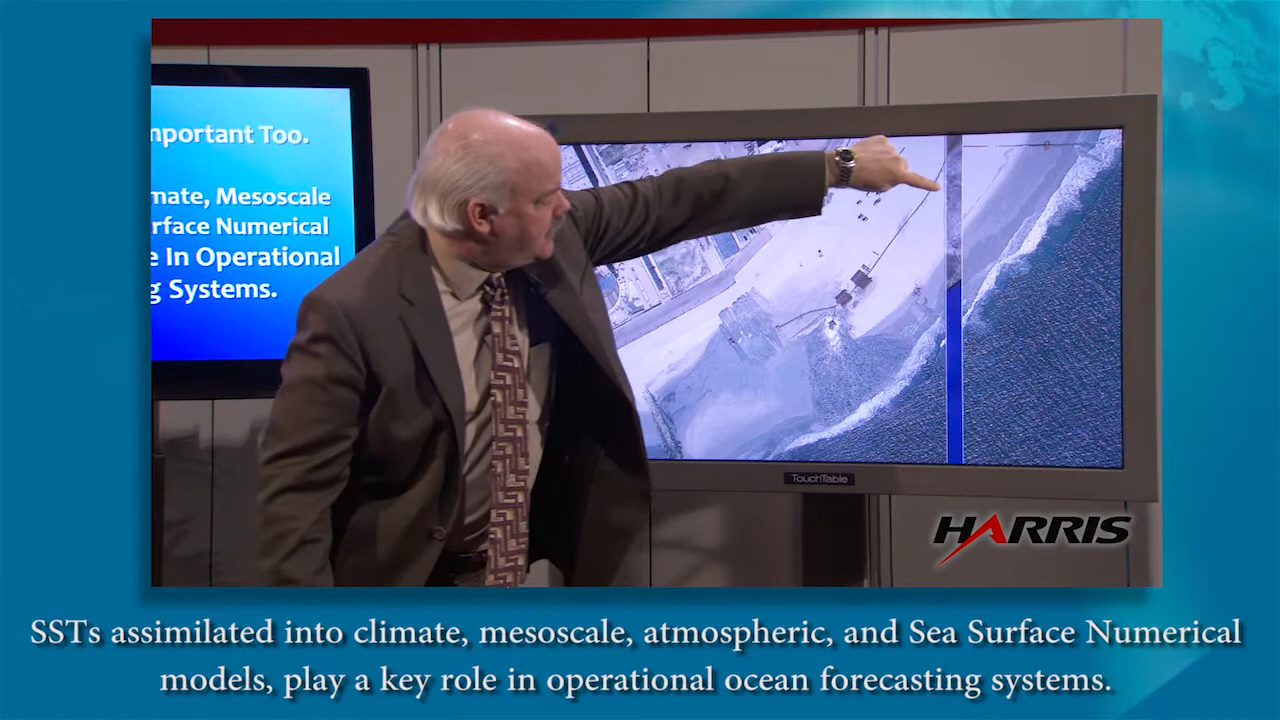 mportant Too.
mate, Mesoscale
rface Numerical
e In Operational
g Systems.
TouchTable
HARRIS
SSTs assimilated into climate, mesoscale, atmospheric, and Sea Surface Numerical
models, play a key role in operational ocean forecasting systems.